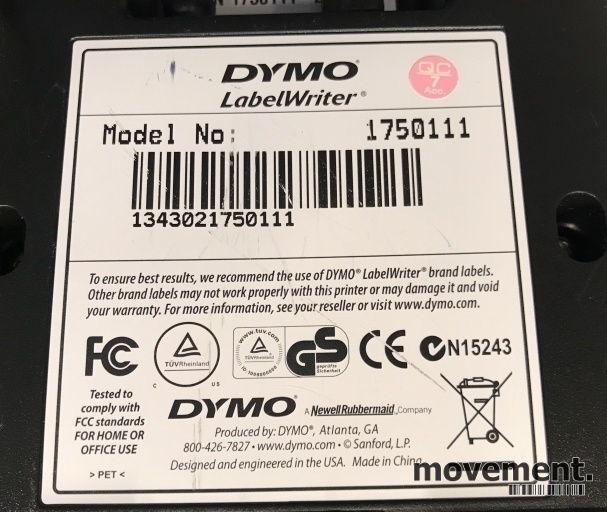 DYMO
LabelWriter®
QC
7
Acc
Model No: 1750111
1343021750111
To ensure best results, we recommend the use of DYMO® LabelWriter® brand labels.
Other brand labels may not work properly with this printer or may damage it and void
your warranty. For more information, see your reseller or visit www.dymo.com.
FC
TÜVRheinland
C US
www.tuv.com
TÜVRheinland
GS
geprüfte
Sicherheit
CE
N15243
Tested to
comply with
FCC standards
FOR HOME OR
OFFICE USE
> PET <
DYMO® A NewellRubbermaid Company
Produced by: DYMO®, Atlanta, GA
800-426-7827 • www.dymo.com • © Sanford, L.P.
Designed and engineered in the USA. Made in China
movement.